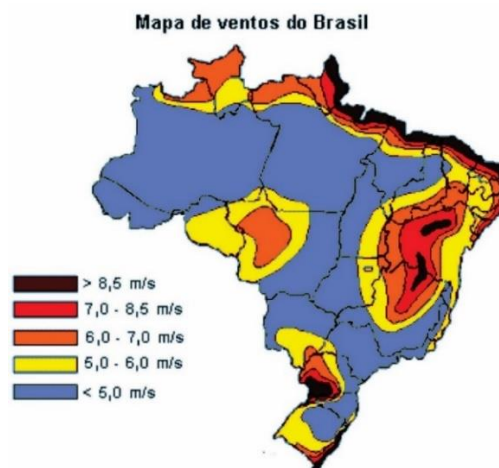 Mapa de ventos do Brasil
> 8,5 m/s
7,0 - 8,5 m/s
6,0 - 7,0 m/s
5,0 - 6,0 m/s
< 5,0 m/s